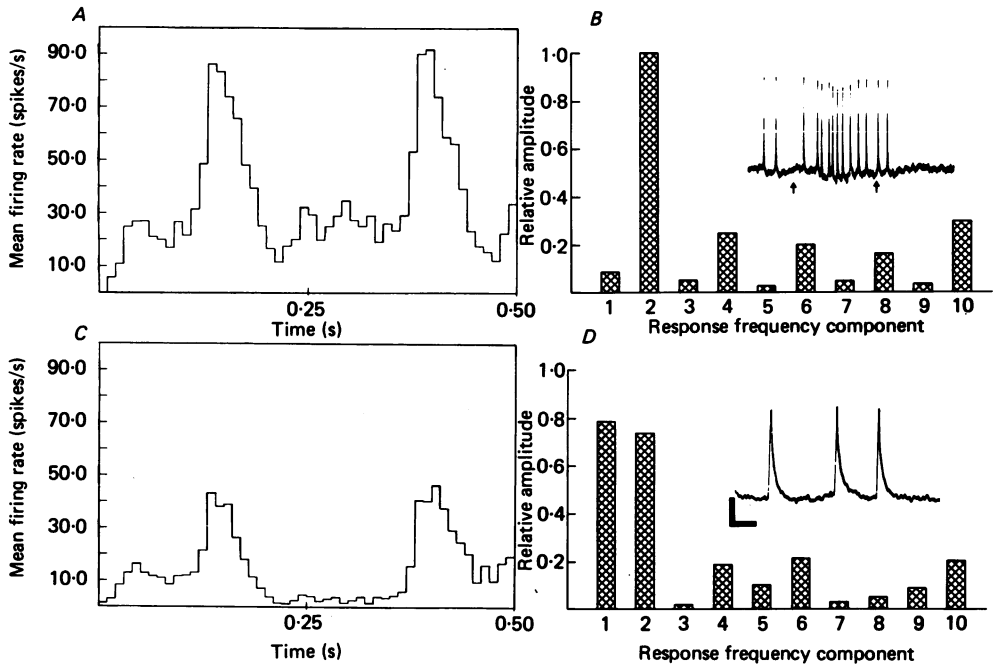 A
Mean firing rate (spikes/s)
90·0
70·0
50·0
30·0
10·0
0·25
0·50
Time (s)
B
Relative amplitude
1·0
0·8
0·6
0·4
0·2
1 2 3 4 5 6 7 8 9 10
Response frequency component
C
Mean firing rate (spikes/s)
90·0
70·0
50·0
30·0
10·0
0·25
0·50
Time (s)
D
Relative amplitude
1·0
0·8
0·6
0·4
0·2
1 2 3 4 5 6 7 8 9 10
Response frequency component